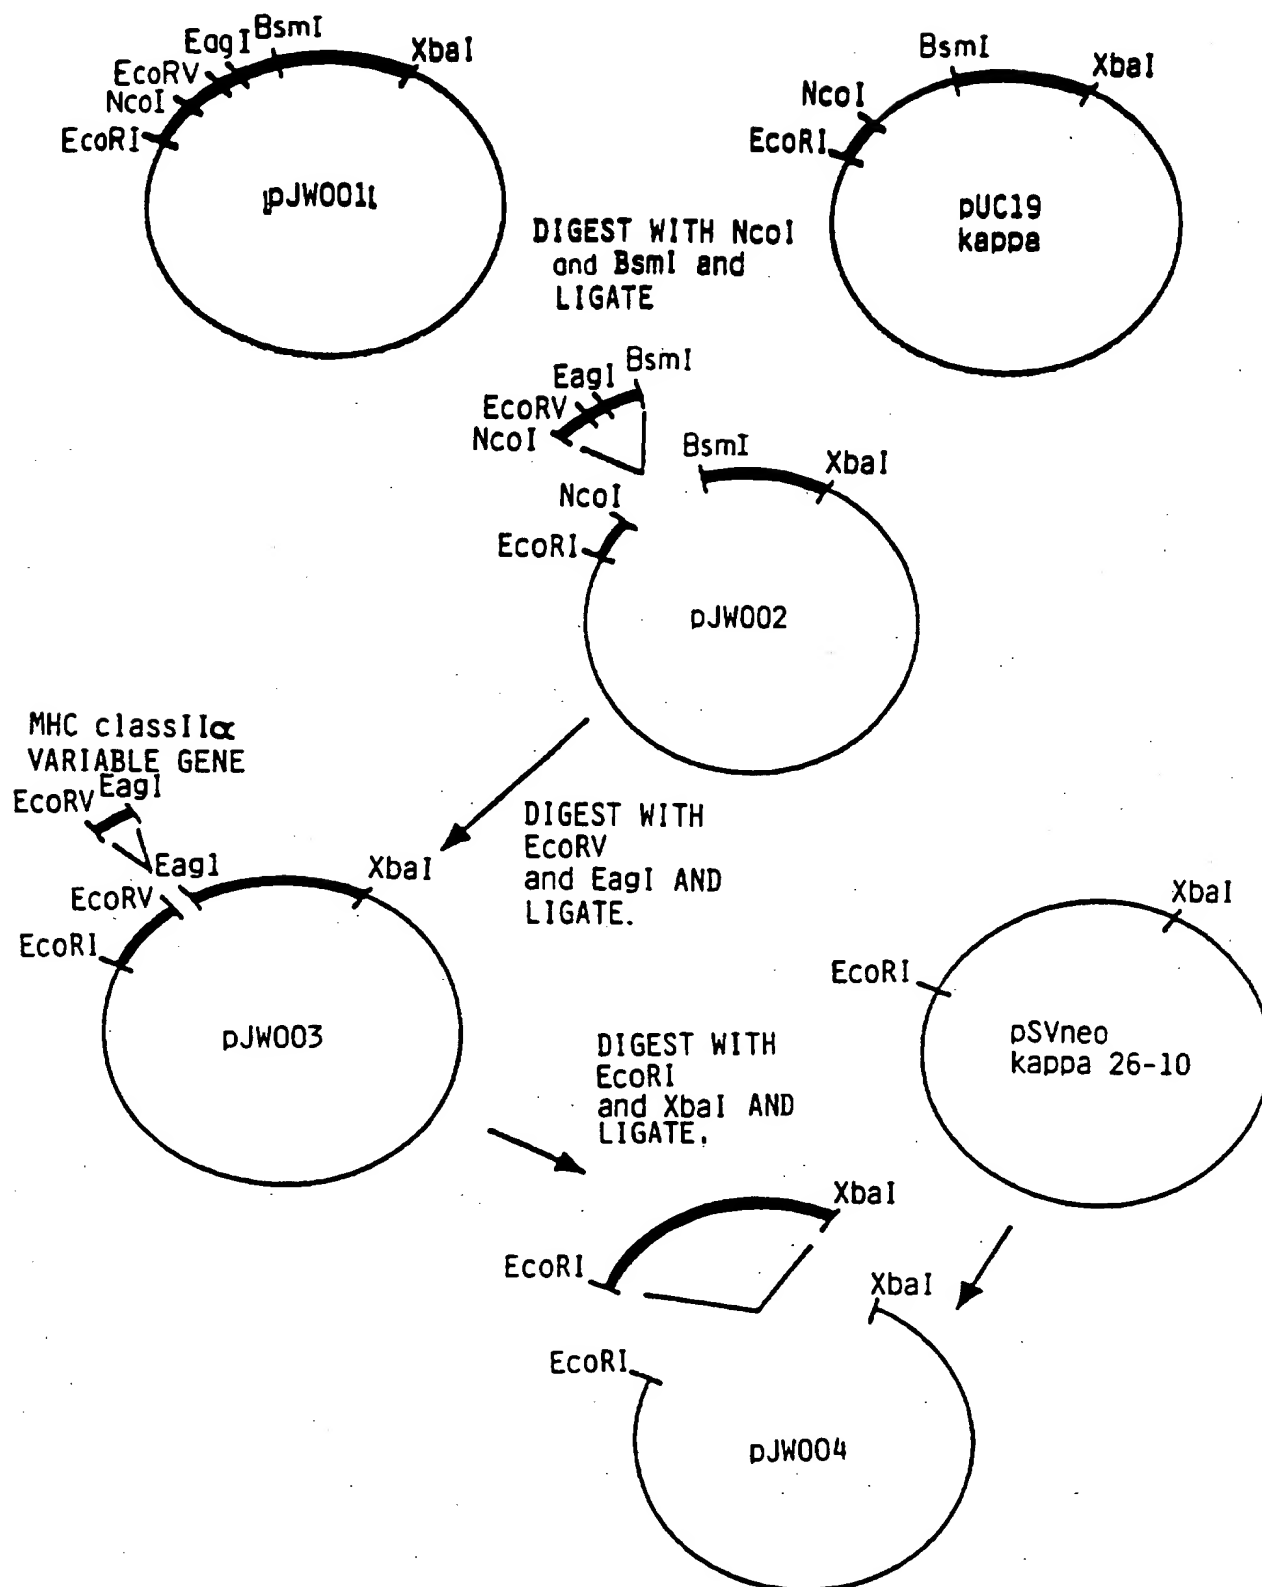 EcoRI
NcoI
EcoRV
EagI
BsmI
XbaI
pJW001
EcoRI
NcoI
BsmI
XbaI
pUC19
kappa
DIGEST WITH NcoI
and BsmI and
LIGATE
NcoI
EcoRV
EagI
BsmI
EcoRI
NcoI
BsmI
XbaI
pJW002
MHC classIIα
VARIABLE GENE
EcoRV
EagI
DIGEST WITH
EcoRV
and EagI AND
LIGATE.
EcoRI
EcoRV
EagI
XbaI
pJW003
EcoRI
XbaI
pSVneo
kappa 26-10
DIGEST WITH
EcoRI
and XbaI AND
LIGATE.
EcoRI
XbaI
EcoRI
XbaI
pJW004